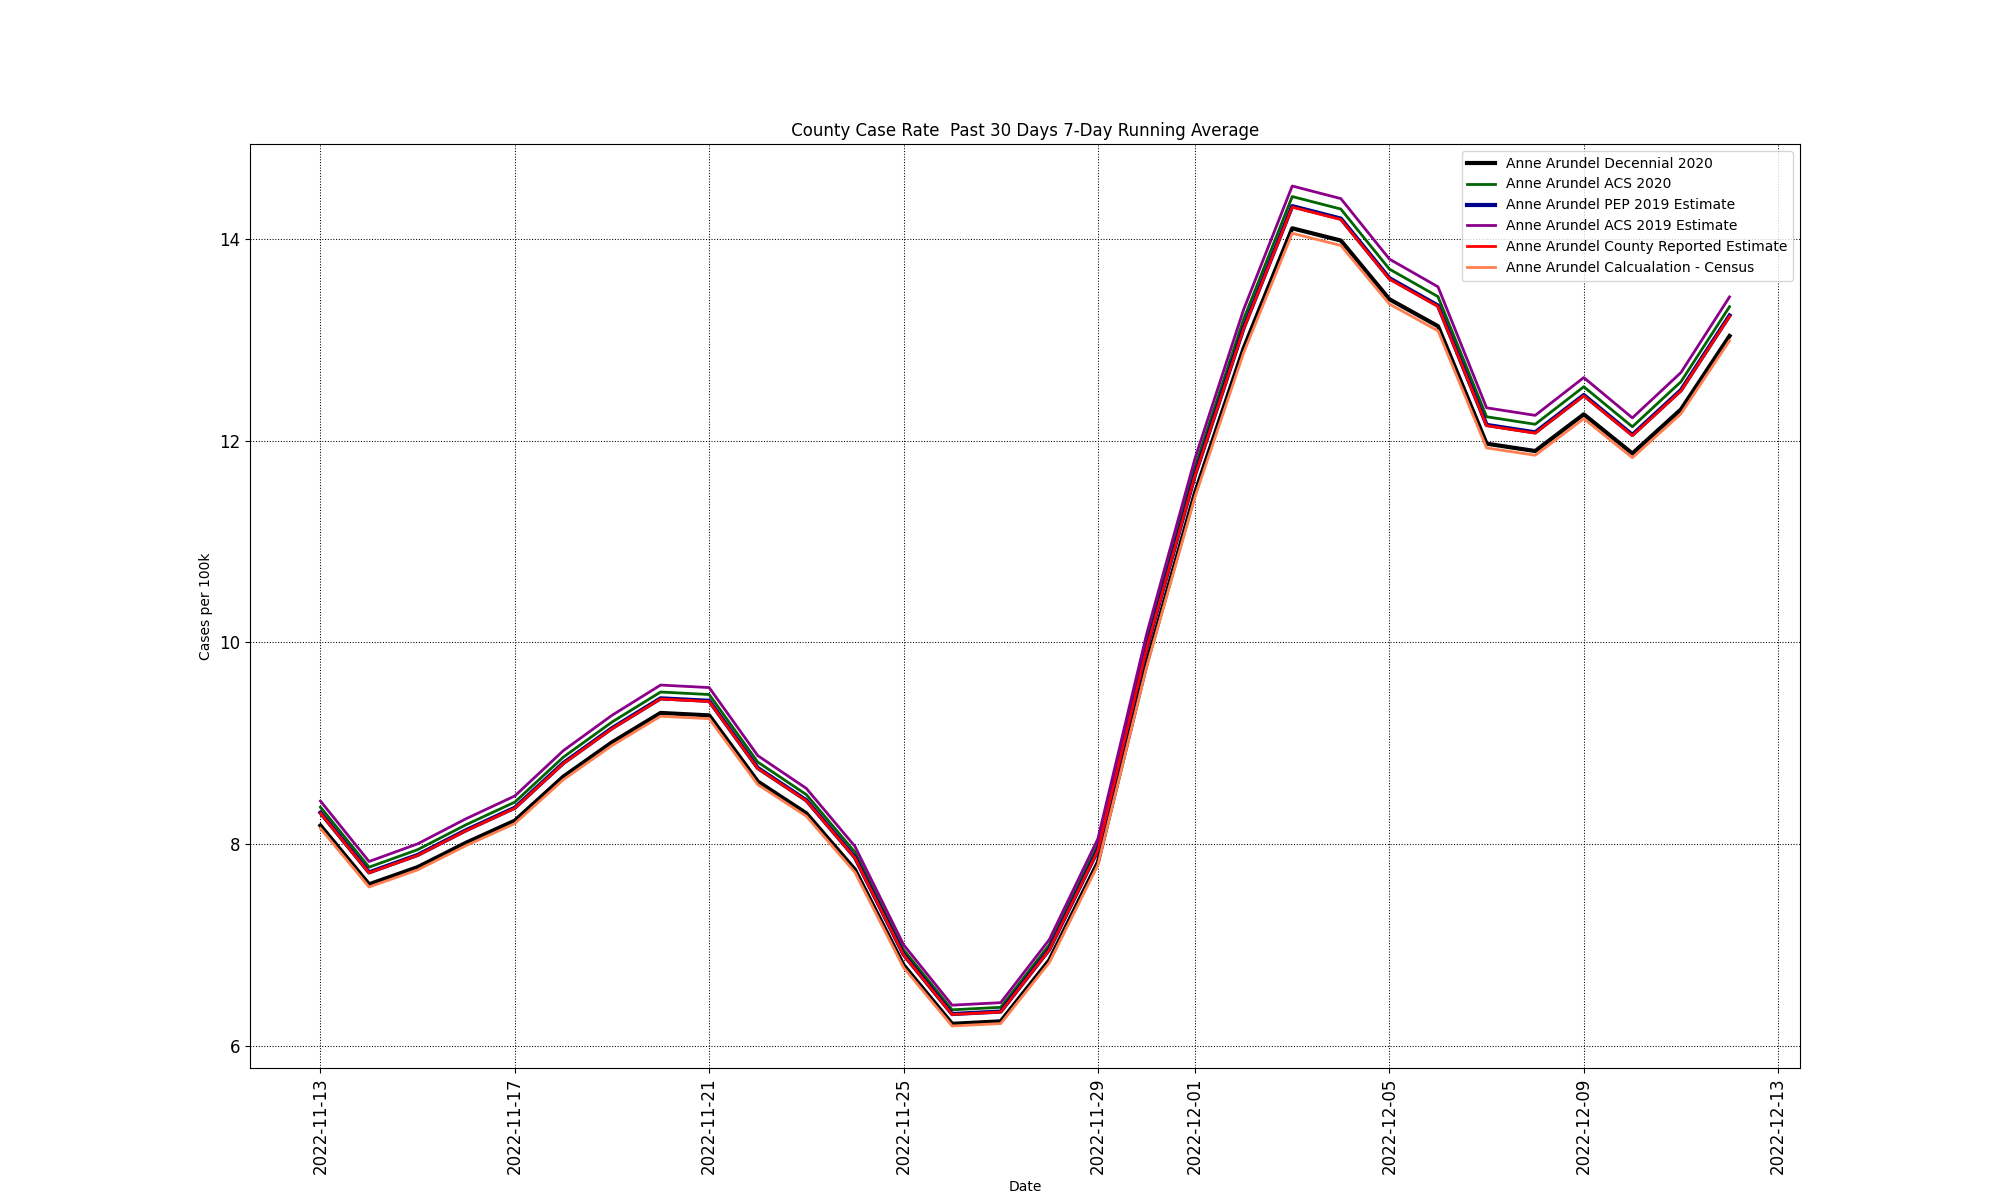 County Case Rate  Past 30 Days 7-Day Running Average
Anne Arundel Decennial 2020
Anne Arundel ACS 2020
Anne Arundel PEP 2019 Estimate
Anne Arundel ACS 2019 Estimate
Anne Arundel County Reported Estimate
Anne Arundel Calcualation - Census
Cases per 100k
14
12
10
8
6
2022-11-13
2022-11-17
2022-11-21
2022-11-25
2022-11-29
2022-12-01
2022-12-05
2022-12-09
2022-12-13
Date